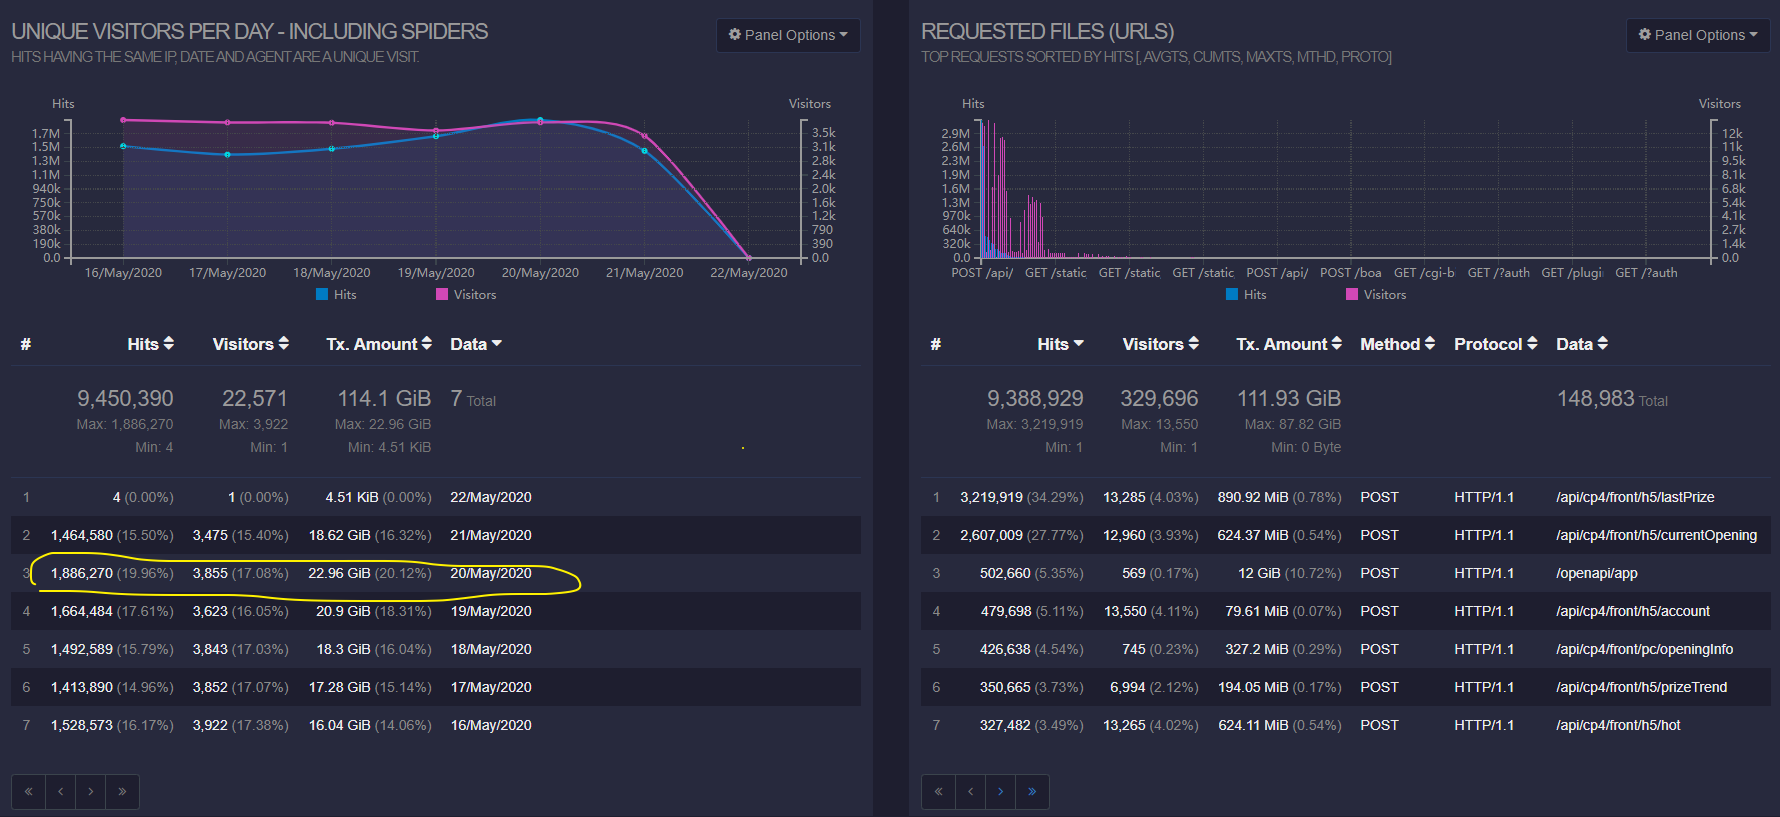 UNIQUE VISITORS PER DAY - INCLUDING SPIDERS
HITS HAVING THE SAME IP, DATE AND AGENT ARE A UNIQUE VISIT.
Panel Options
Hits Visitors
1.7M 3.5k
1.5M 3.1k
1.3M 2.8k
1.1M 2.4k
940k 2.0k
750k 1.6k
570k 1.2k
380k 790
190k 390
0.0 0.0
16/May/2020 17/May/2020 18/May/2020 19/May/2020 20/May/2020 21/May/2020 22/May/2020
Hits Visitors
# Hits Visitors Tx. Amount Data
9,450,390 22,571 114.1 GiB 7 Total
Max: 1,886,270 Max: 3,922 Max: 22.96 GiB
Min: 4 Min: 1 Min: 4.51 KiB
1 4 (0.00%) 1 (0.00%) 4.51 KiB (0.00%) 22/May/2020
2 1,464,580 (15.50%) 3,475 (15.40%) 18.62 GiB (16.32%) 21/May/2020
3 1,886,270 (19.96%) 3,855 (17.08%) 22.96 GiB (20.12%) 20/May/2020
4 1,664,484 (17.61%) 3,623 (16.05%) 20.9 GiB (18.31%) 19/May/2020
5 1,492,589 (15.79%) 3,843 (17.03%) 18.3 GiB (16.04%) 18/May/2020
6 1,413,890 (14.96%) 3,852 (17.07%) 17.28 GiB (15.14%) 17/May/2020
7 1,528,573 (16.17%) 3,922 (17.38%) 16.04 GiB (14.06%) 16/May/2020
« ‹ › »
REQUESTED FILES (URLS)
TOP REQUESTS SORTED BY HITS [, AVGTS, CUMTS, MAXTS, MTHD, PROTO]
Panel Options
Hits Visitors
2.9M 12k
2.6M 11k
2.3M 9.5k
1.9M 8.1k
1.6M 6.8k
1.3M 5.4k
970k 4.1k
640k 2.7k
320k 1.4k
0.0 0.0
POST /api/ GET /static GET /static GET /static POST /api/ POST /boa GET /cgi-b GET /?auth GET /plugi GET /?auth
Hits Visitors
# Hits Visitors Tx. Amount Method Protocol Data
9,388,929 329,696 111.93 GiB 148,983 Total
Max: 3,219,919 Max: 13,550 Max: 87.82 GiB
Min: 1 Min: 1 Min: 0 Byte
1 3,219,919 (34.29%) 13,285 (4.03%) 890.92 MiB (0.78%) POST HTTP/1.1 /api/cp4/front/h5/lastPrize
2 2,607,009 (27.77%) 12,960 (3.93%) 624.37 MiB (0.54%) POST HTTP/1.1 /api/cp4/front/h5/currentOpening
3 502,660 (5.35%) 569 (0.17%) 12 GiB (10.72%) POST HTTP/1.1 /openapi/app
4 479,698 (5.11%) 13,550 (4.11%) 79.61 MiB (0.07%) POST HTTP/1.1 /api/cp4/front/h5/account
5 426,638 (4.54%) 745 (0.23%) 327.2 MiB (0.29%) POST HTTP/1.1 /api/cp4/front/pc/openingInfo
6 350,665 (3.73%) 6,994 (2.12%) 194.05 MiB (0.17%) POST HTTP/1.1 /api/cp4/front/h5/prizeTrend
7 327,482 (3.49%) 13,265 (4.02%) 624.11 MiB (0.54%) POST HTTP/1.1 /api/cp4/front/h5/hot
« ‹ › »